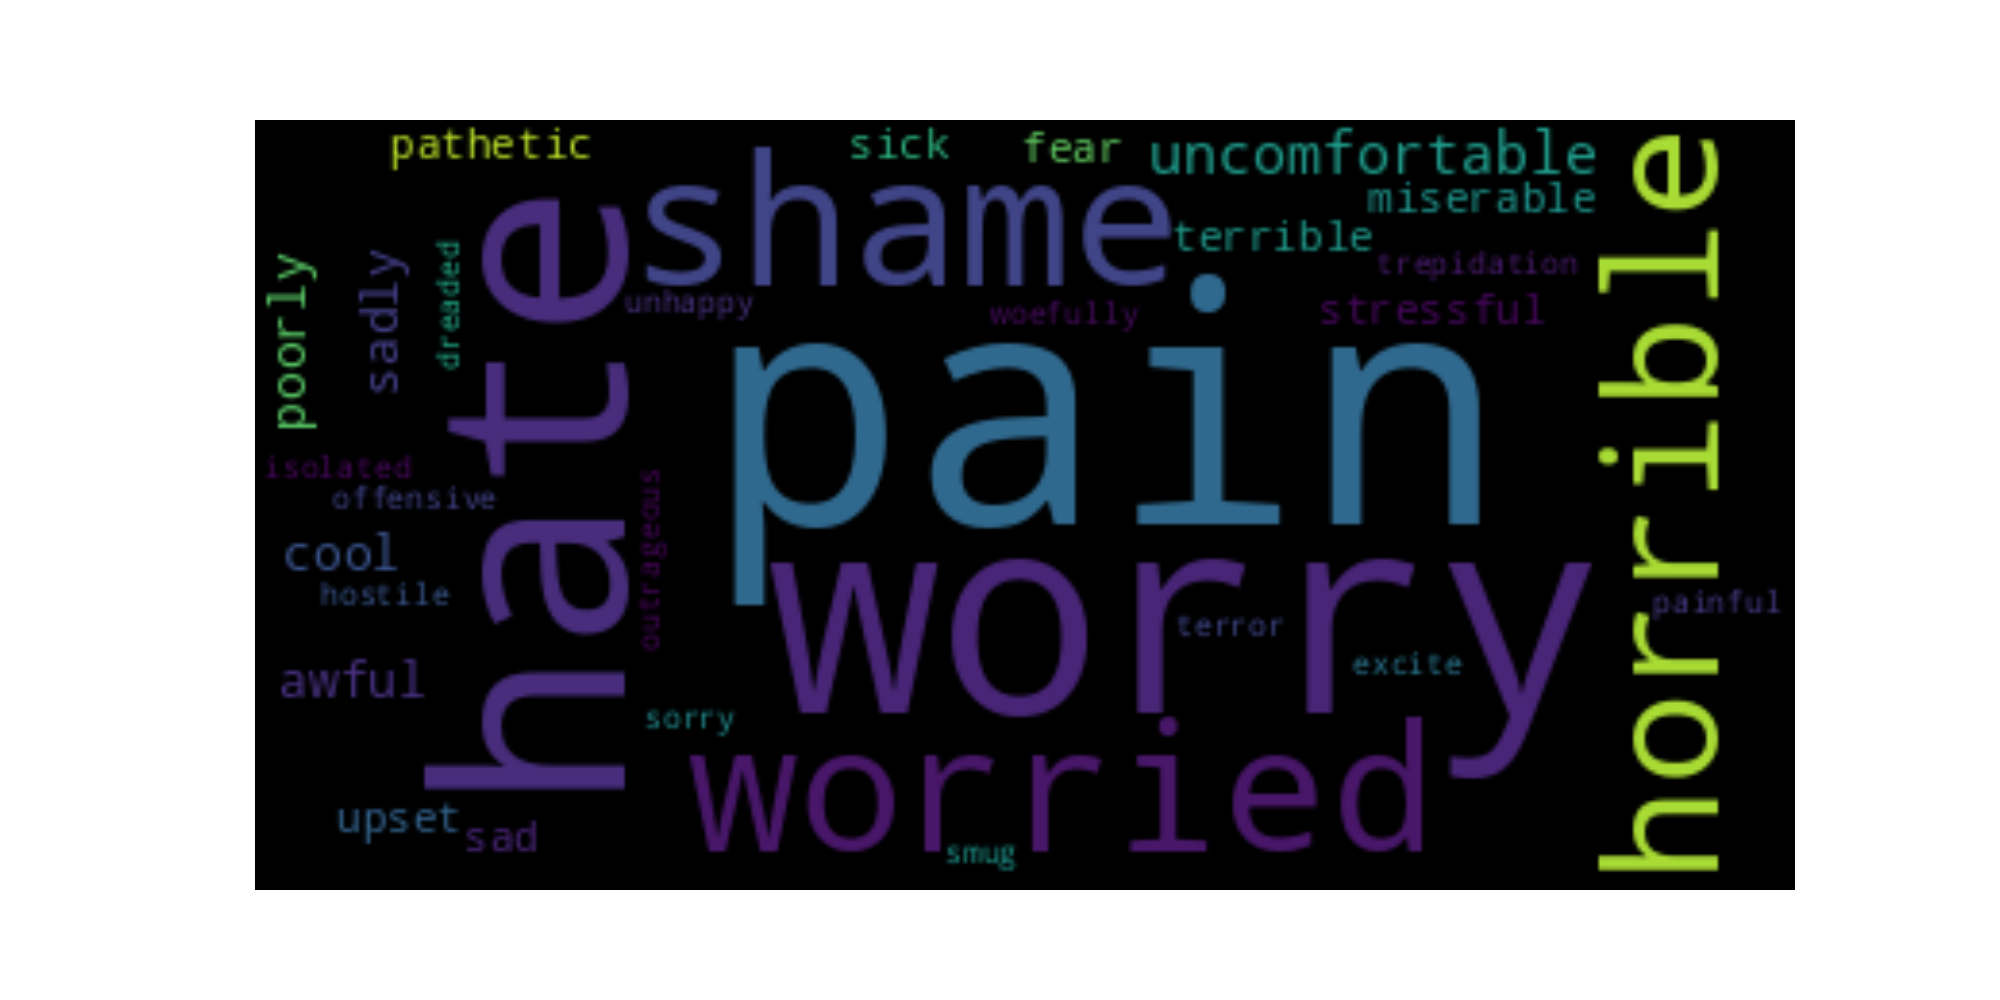 pathetic
sick
fear
uncomfortable
shame
miserable
terrible
trepidation
horrible
poorly
sadly
dreaded
hate
unhappy
woefully
stressful
pain
isolated
offensive
outrageous
cool
hostile
worry
terror
painful
excite
awful
sorry
worried
upset
sad
smug